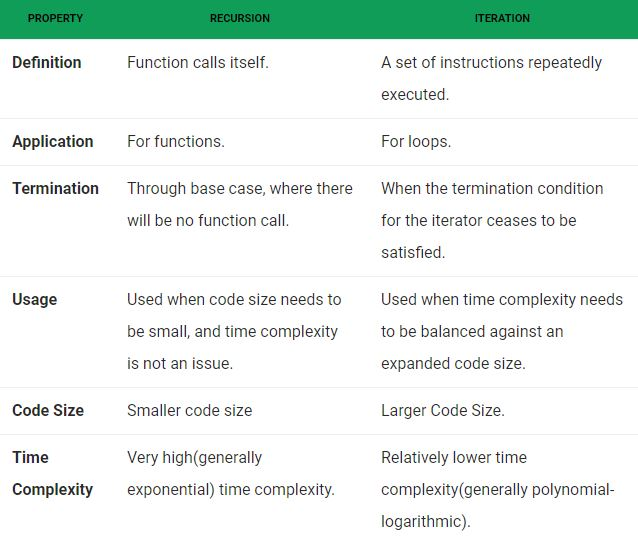 PROPERTY RECURSION ITERATION
Definition Function calls itself. A set of instructions repeatedly
executed.
Application For functions. For loops.
Termination Through base case, where there When the termination condition
will be no function call. for the iterator ceases to be
satisfied.
Usage Used when code size needs to Used when time complexity needs
be small, and time complexity to be balanced against an
is not an issue. expanded code size.
Code Size Smaller code size Larger Code Size.
Time Very high(generally Relatively lower time
Complexity exponential) time complexity. complexity(generally polynomial-
logarithmic).